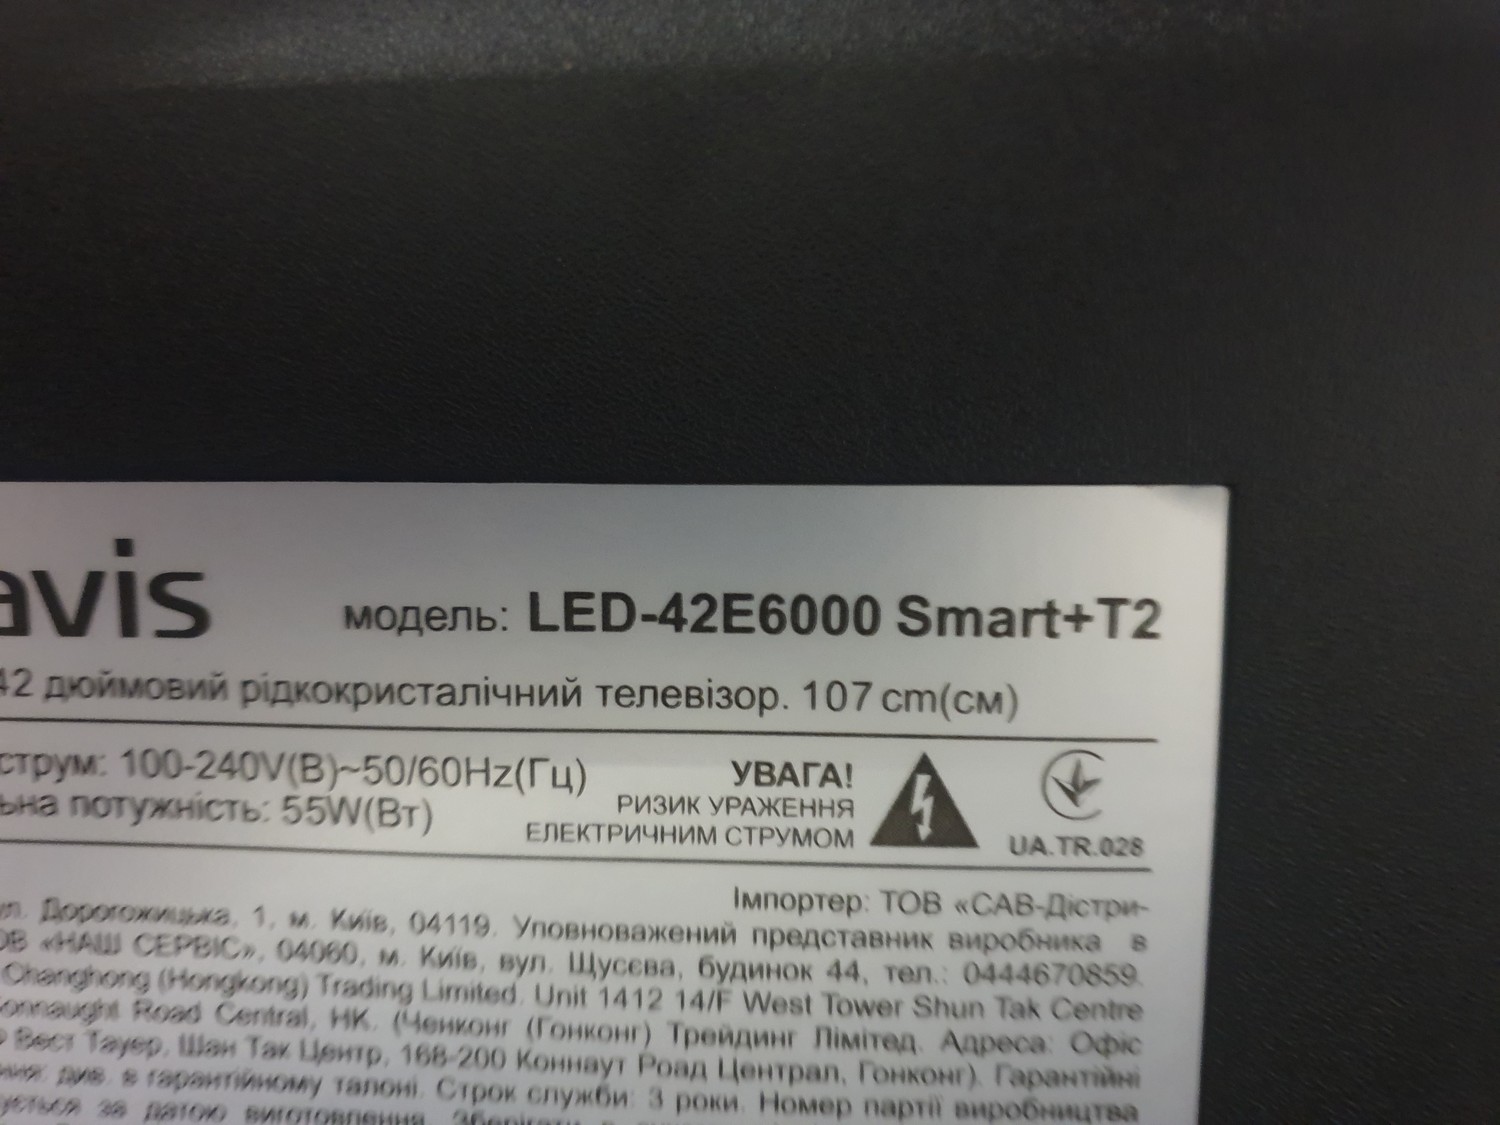 avis
модель: LED-42E6000 Smart+T2
42 дюймовий рідкокристалічний телевізор. 107 cm(см)
струм: 100-240V(В)~50/60Hz(Гц)
потужність: 55W(Вт)
УВАГА!
РИЗИК УРАЖЕННЯ
ЕЛЕКТРИЧНИМ СТРУМОМ
UA.TR.028
Імпортер: ТОВ «САВ-Дістри-
Дорогожицька, 1, м. Київ, 04119. Уповноважений представник виробника в
«НАШ СЕРВІС», 04060, м. Київ, вул. Щусєва, будинок 44, тел.: 0444670859.
Changhong (Hongkong) Trading Limited. Unit 1412 14/F West Tower Shun Tak Centre
Road Central, HK. (Ченконг (Гонконг) Трейдинг Лімітед. Адреса: Офіс
Вест Тауер, Шан Так Центр, 168-200 Коннаут Роад Централ, Гонконг). Гарантійні
див. в гарантійному талоні. Строк служби: 3 роки. Номер партії виробництва
за датою виготовлення.